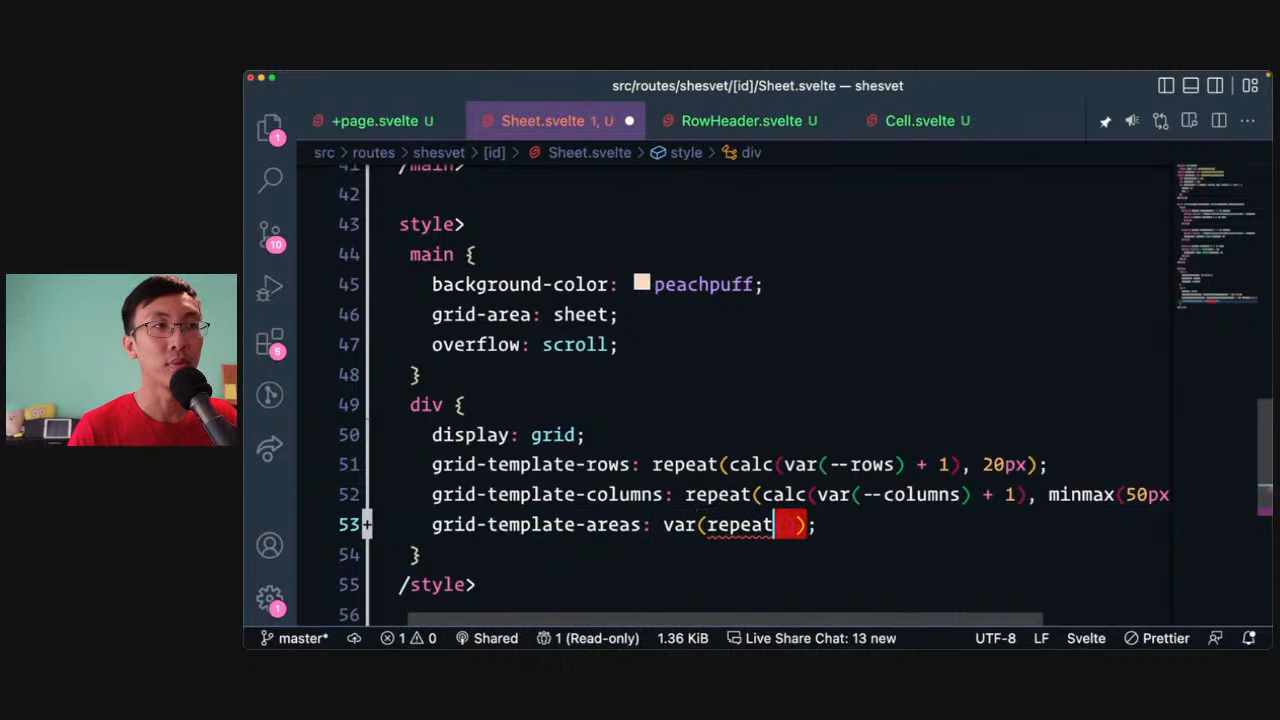 src/routes/shesvet/[id]/Sheet.svelte — shesvet
+page.svelte U
Sheet.svelte 1, U
RowHeader.svelte U
Cell.svelte U
src > routes > shesvet > [id] > Sheet.svelte > style > div
41 /main>
42
43 style>
44 main {
45 background-color: peachpuff;
46 grid-area: sheet;
47 overflow: scroll;
48 }
49 div {
50 display: grid;
51 grid-template-rows: repeat(calc(var(--rows) + 1), 20px);
52 grid-template-columns: repeat(calc(var(--columns) + 1), minmax(50px
53 grid-template-areas: var(repeat );
54 }
55 /style>
56
1
10
5
1
master* 1 0 Shared 1 (Read-only) 1.36 KiB Live Share Chat: 13 new UTF-8 LF Svelte Prettier